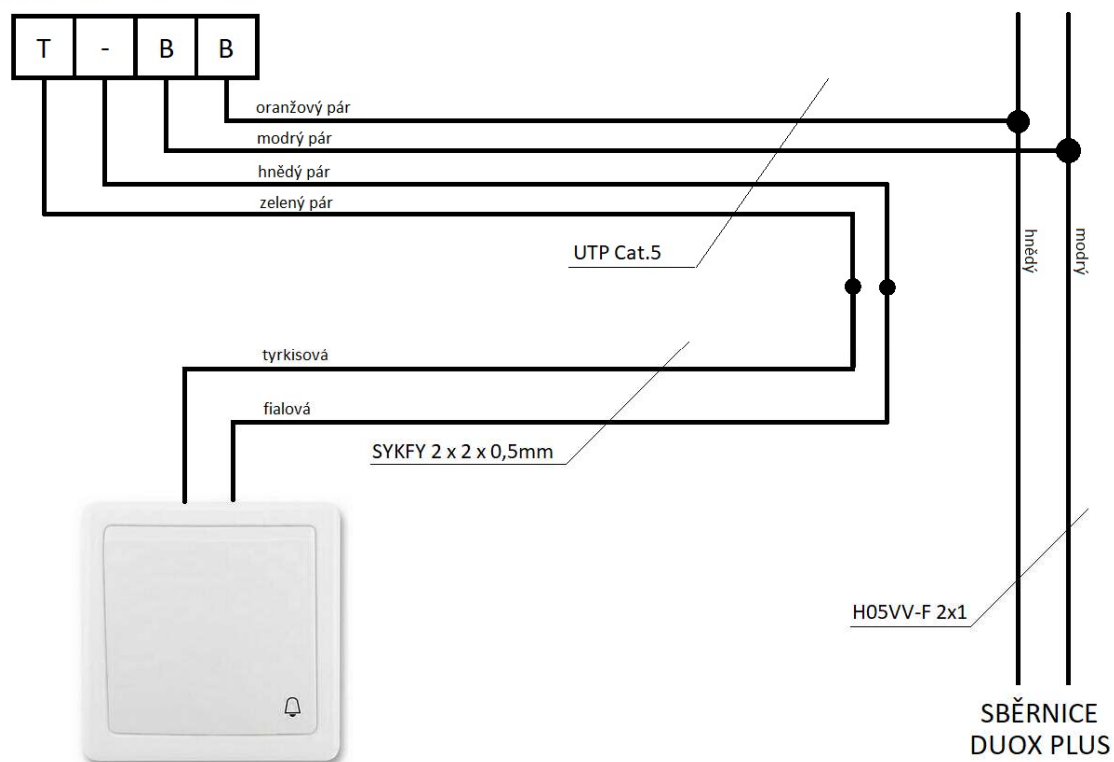 T - B B
oranžový pár
modrý pár
hnědý pár
zelený pár
UTP Cat.5
hnědý
modrý
tyrkisová
fialová
SYKFY 2 x 2 x 0,5mm
H05VV-F 2x1
SBĚRNICE
DUOX PLUS